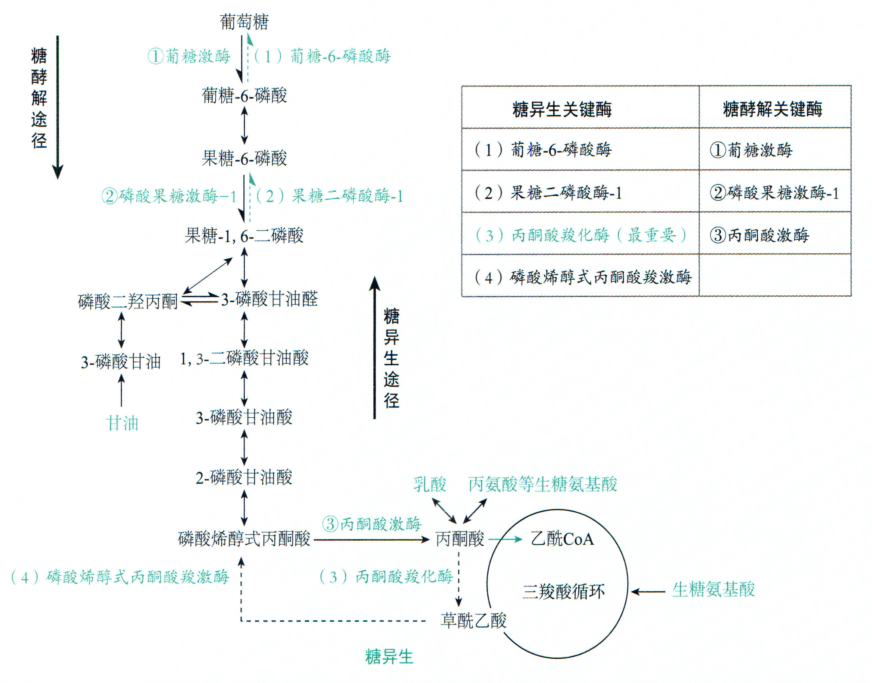 葡萄糖
①葡糖激酶
（1）葡糖-6-磷酸酶
糖酵解途径
葡糖-6-磷酸
果糖-6-磷酸
②磷酸果糖激酶-1
（2）果糖二磷酸酶-1
果糖-1,6-二磷酸
磷酸二羟丙酮
3-磷酸甘油醛
3-磷酸甘油
1,3-二磷酸甘油酸
甘油
3-磷酸甘油酸
糖异生途径
2-磷酸甘油酸
乳酸
丙氨酸等生糖氨基酸
磷酸烯醇式丙酮酸
③丙酮酸激酶
丙酮酸
乙酰CoA
（4）磷酸烯醇式丙酮酸羧激酶
（3）丙酮酸羧化酶
三羧酸循环
生糖氨基酸
草酰乙酸
糖异生
糖异生关键酶 糖酵解关键酶
（1）葡糖-6-磷酸酶 ①葡糖激酶
（2）果糖二磷酸酶-1 ②磷酸果糖激酶-1
（3）丙酮酸羧化酶（最重要） ③丙酮酸激酶
（4）磷酸烯醇式丙酮酸羧激酶